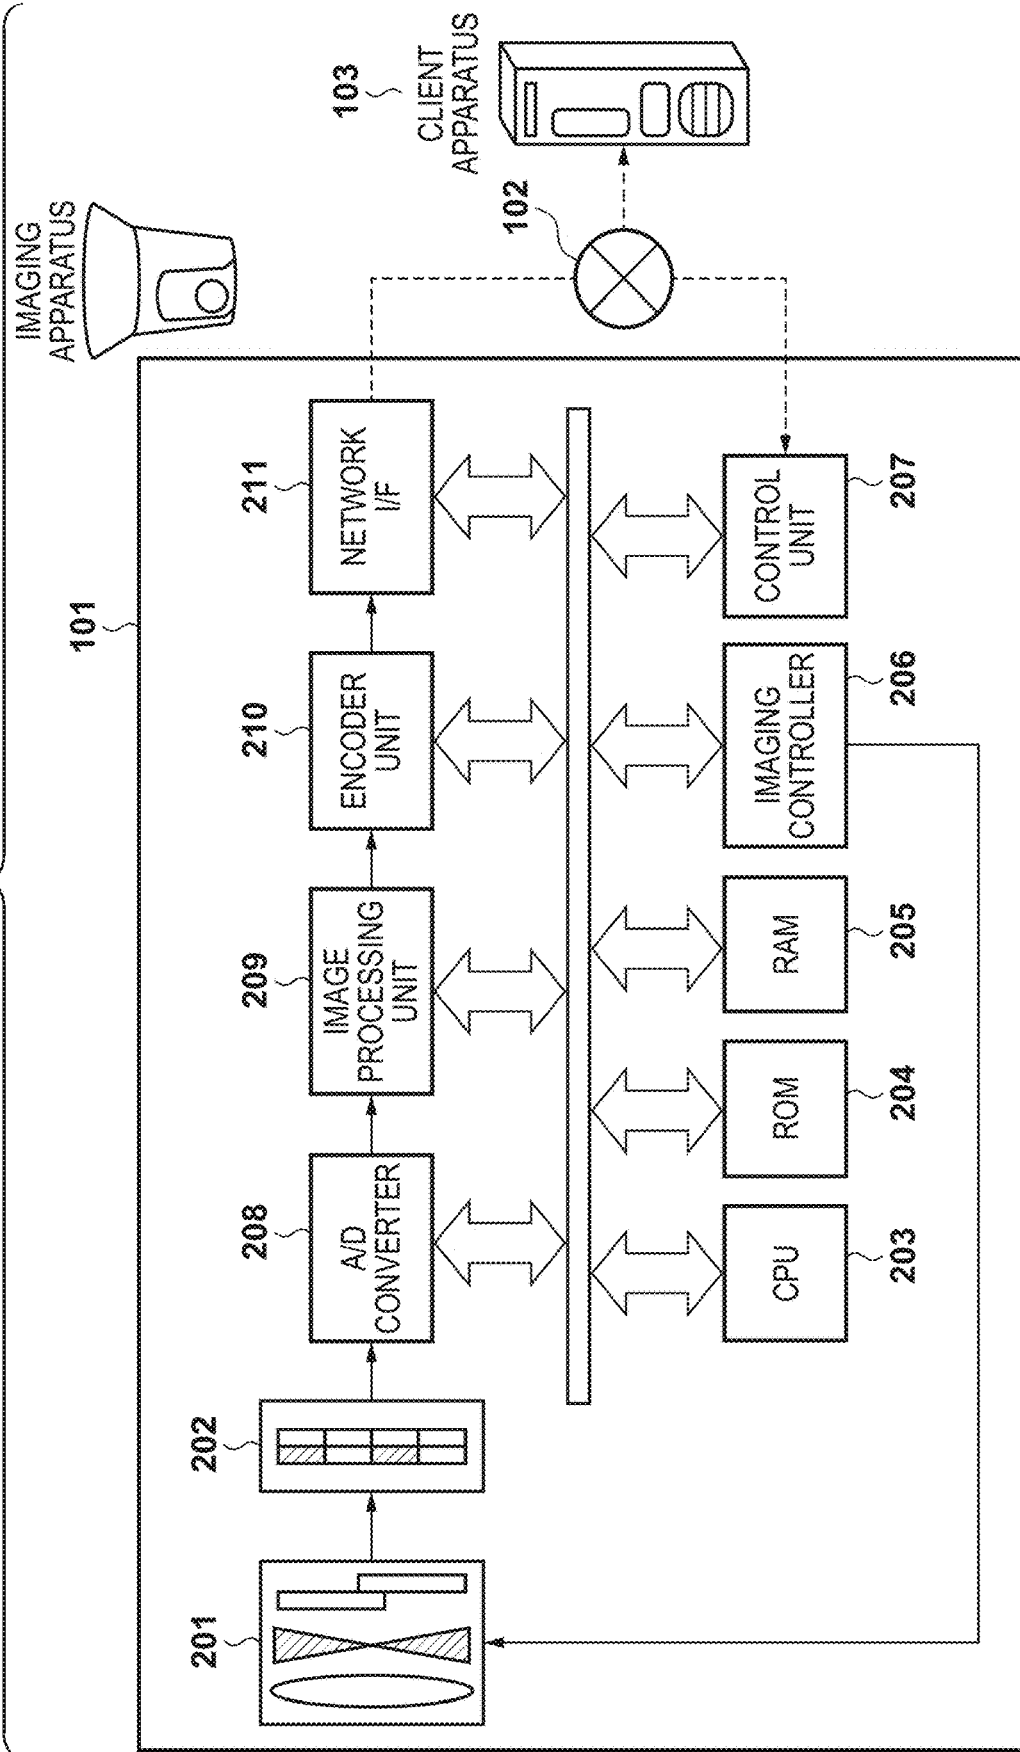 IMAGING
APPARATUS
103
CLIENT
APPARATUS
102
101
201
202
208
A/D
CONVERTER
209
IMAGE
PROCESSING
UNIT
210
ENCODER
UNIT
211
NETWORK
I/F
CPU
203
ROM
204
RAM
205
IMAGING
CONTROLLER
206
CONTROL
UNIT
207